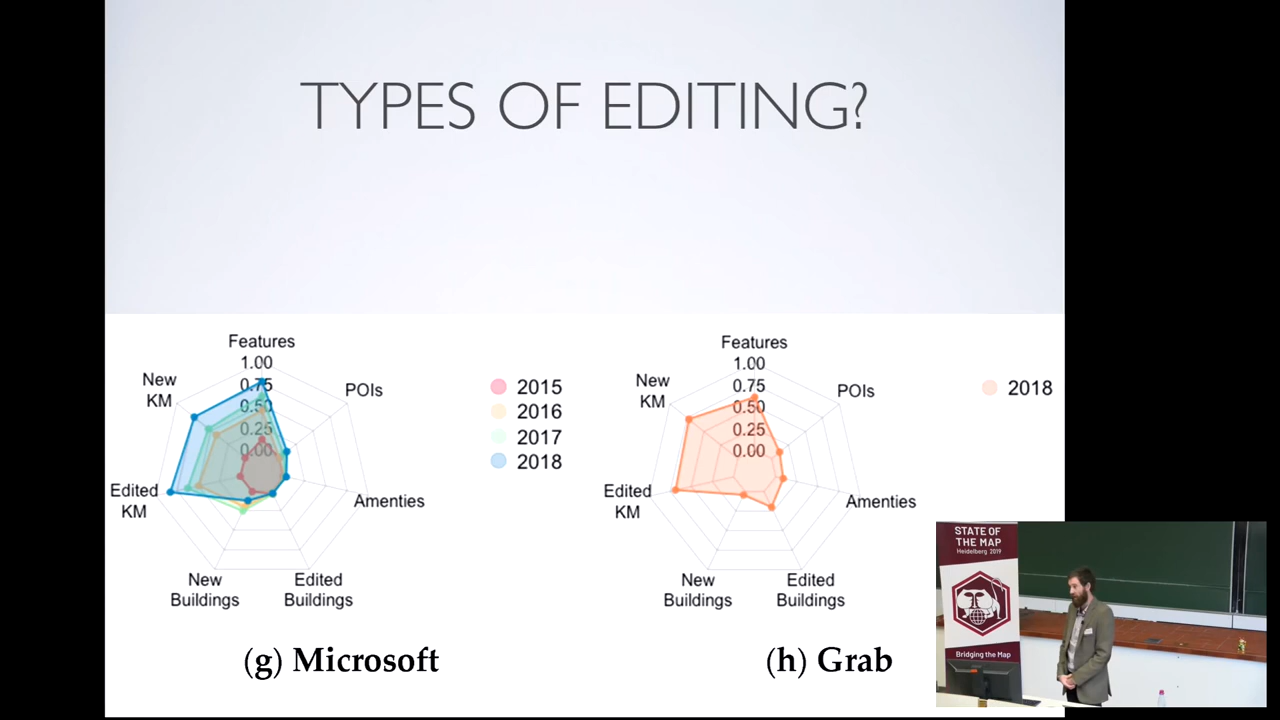 TYPES OF EDITING?
Features
1.00
0.75
0.50
0.25
0.00
New
KM
POIs
Edited
KM
Amenties
New
Buildings
Edited
Buildings
2015
2016
2017
2018
(g) Microsoft
Features
1.00
0.75
0.50
0.25
0.00
New
KM
POIs
Edited
KM
Amenties
New
Buildings
Edited
Buildings
2018
(h) Grab
STATE OF
THE MAP
Heidelberg 2019
Bridging the Map